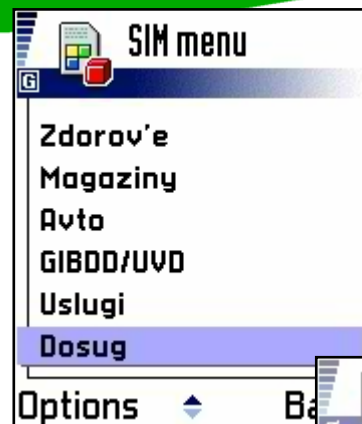 SIM menu
G
Zdorov'e
Magaziny
Avto
GIBDD/UVD
Uslugi
Dosug
Options